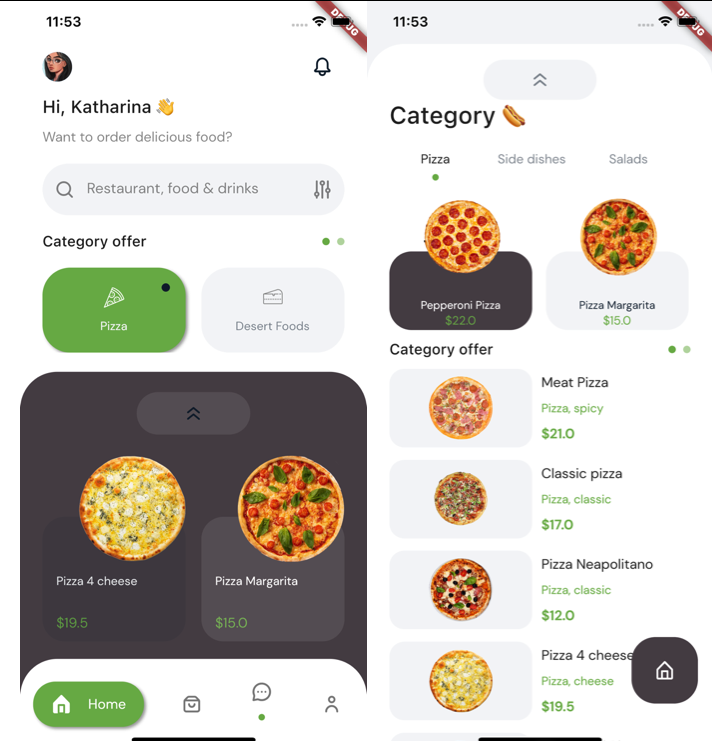 11:53
DEBUG
Hi, Katharina 👋
Want to order delicious food?
Restaurant, food & drinks
Category offer
Pizza
Desert Foods
Pizza 4 cheese
$19.5
Pizza Margarita
$15.0
Home
11:53
DEBUG
Category 🌭
Pizza
Side dishes
Salads
Pepperoni Pizza
$22.0
Pizza Margarita
$15.0
Category offer
Meat Pizza
Pizza, spicy
$21.0
Classic pizza
Pizza, classic
$17.0
Pizza Neapolitano
Pizza, classic
$12.0
Pizza 4 cheese
Pizza, cheese
$19.5